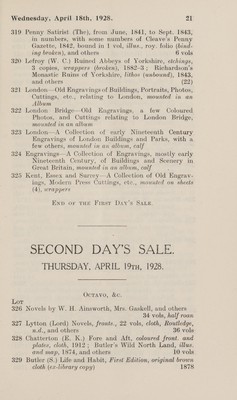 Wednesday, April 18th, 1928. 21
319 Penny Satirist (The), from June, 1841, to Sept. 1843,
in numbers, with some numbers of Cleave's Penny
Gazette, 1842, bound in 1 vol, illus., roy. folio (bind-
ing broken), and others 6 vols
320 Lefroy (W. C.) Ruined Abbeys of Yorkshire, etchings,
3 copies, wrappers (broken), 1882-3; Richardson's
Monastic Ruins of Yorkshire, lithos (unbound), 1843,
and others (22)
321 London—Old Engravings of Buildings, Portraits, Photos,
Cuttings, etc., relating to London, mounted in an
Album
322 London Bridge—Old Engravings, a few Coloured
Photos, and Cuttings relating to London Bridge,
mounted in an album
323 London—A Collection of early Nineteenth Century
Engravings of London Buildings and Parks, with a
few others, mounted in an album, calf
324 Engravings—A Collection of Engravings, mostly early
Nineteenth Century, of Buildings and Scenery in
Great Britain, mounted in an album, calf
325 Kent, Essex and Surrey—A Collection of Old Engrav-
ings, Modern Press Cuttings, etc., mounted on sheets
(4), wrappers
END OF THE FIRST DAY'S SALE.
SECOND DAY'S SALE.
THURSDAY, APRIL 19TH, 1928.
OCTAVO, &c.
LOT
326 Novels by W. H. Ainsworth, Mrs. Gaskell, and others
34 vols, half roan
327 Lytton (Lord) Novels, fronts., 22 vols, cloth, Routledge,
n.d., and others 36 vols
328 Chatterton (E. K.) Fore and Aft, coloured front. and
plates, cloth, 1912; Butler's Wild North Land, illus.
and map, 1874, and others 10 vols
329 Butler (S.) Life and Habit, First Edition, original brown
cloth (ex-library copy) 1878